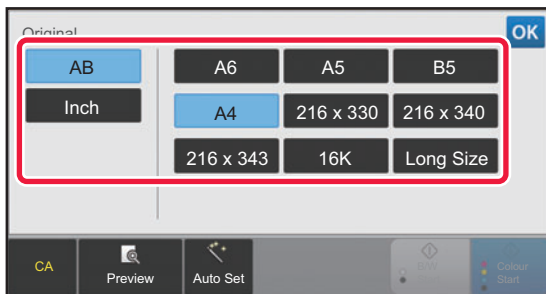 Original
OK
AB
A6 A5 B5
Inch
A4 216 x 330 216 x 340
216 x 343 16K Long Size
CA
Preview
Auto Set
B/W
Start
Colour
Start